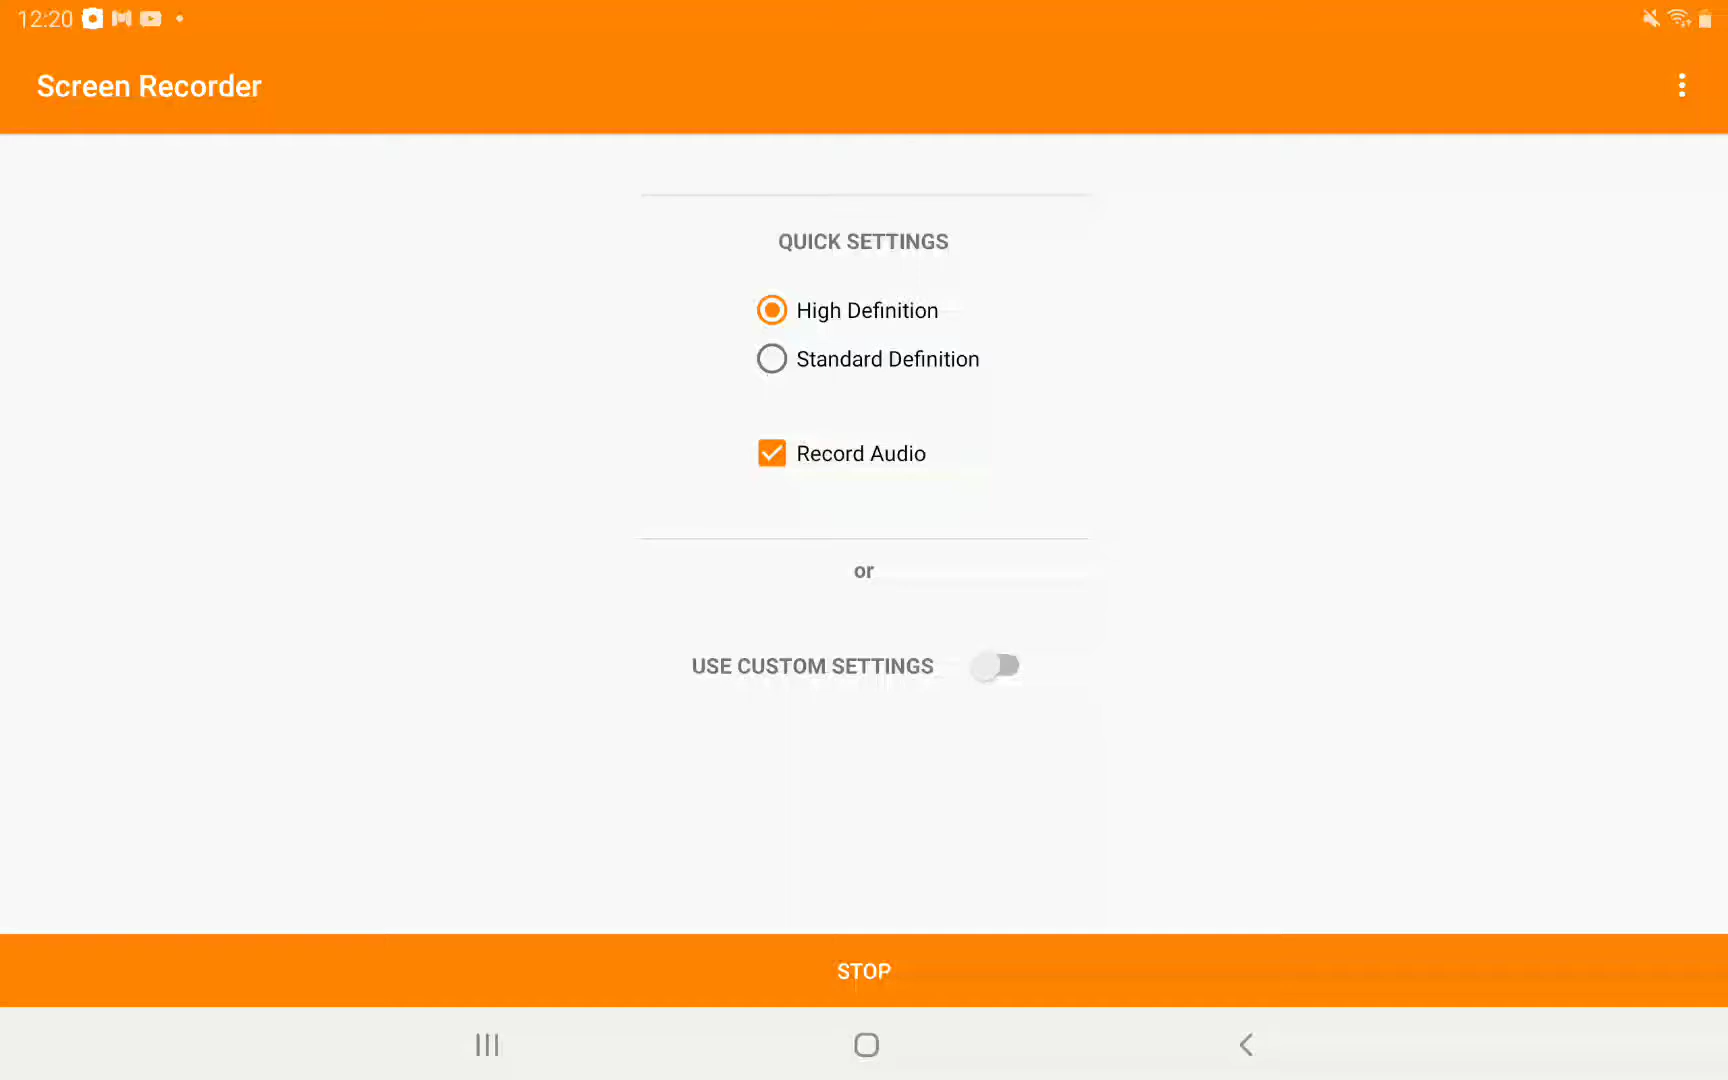 12:20
Screen Recorder
QUICK SETTINGS
High Definition
Standard Definition
Record Audio
or
USE CUSTOM SETTINGS
STOP